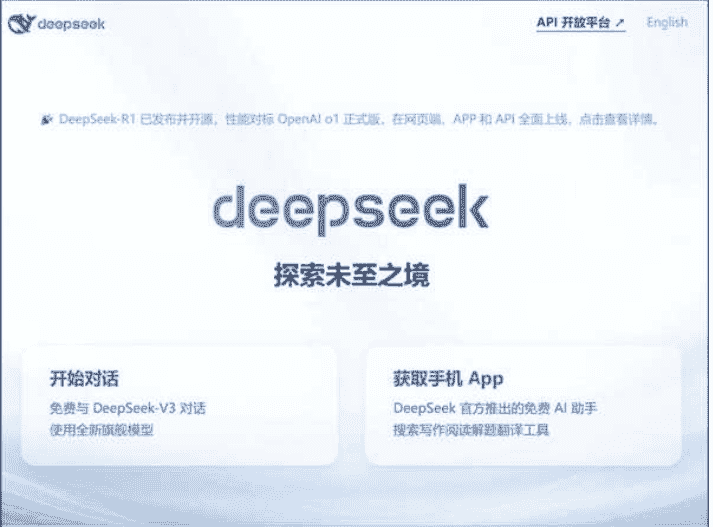 deepseek
API 开放平台 ↗
English
DeepSeek-R1 已发布并开源，性能对标 OpenAI o1 正式版，在网页端、APP 和 API 全面上线，点击查看详情。
deepseek
探索未至之境
开始对话
免费与 DeepSeek-V3 对话
使用全新旗舰模型
获取手机 App
DeepSeek 官方推出的免费 AI 助手
搜索写作阅读解题翻译工具